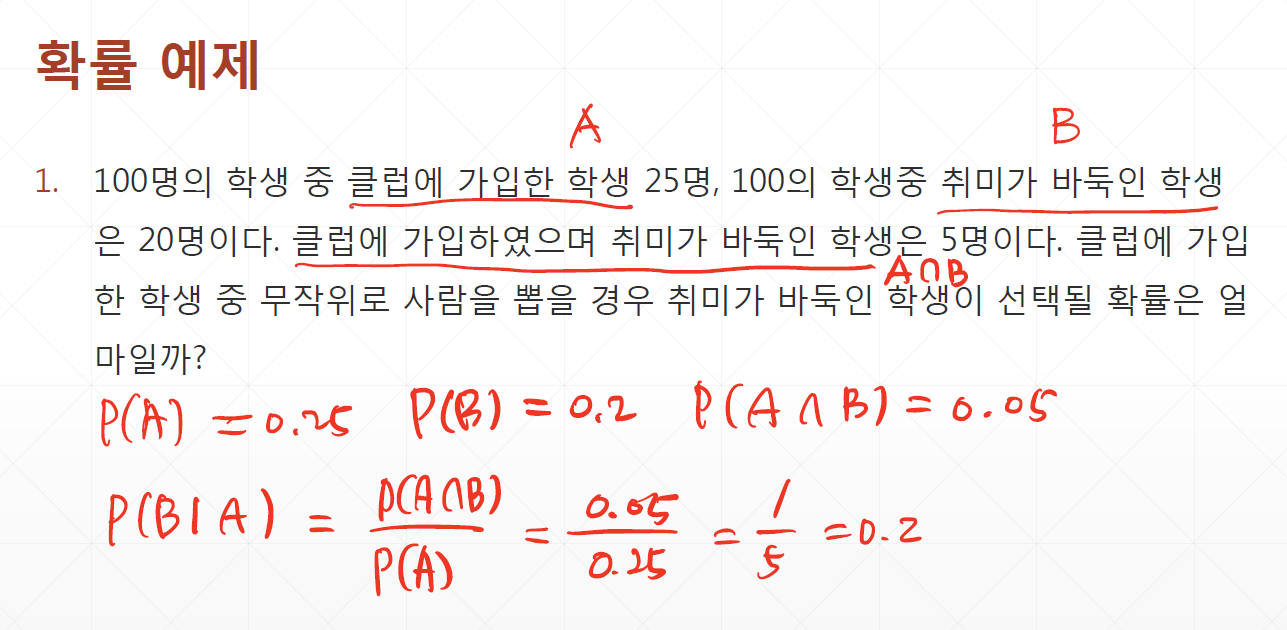 확률 예제
A B
1. 100명의 학생 중 클럽에 가입한 학생 25명, 100의 학생중 취미가 바둑인 학생
은 20명이다. 클럽에 가입하였으며 취미가 바둑인 학생은 5명이다. 클럽에 가입
A∩B
한 학생 중 무작위로 사람을 뽑을 경우 취미가 바둑인 학생이 선택될 확률은 얼
마일까?
P(A) = 0.25 P(B) = 0.2 P(A∩B) = 0.05
P(B|A) = P(A∩B)/P(A) = 0.05/0.25 = 1/5 = 0.2